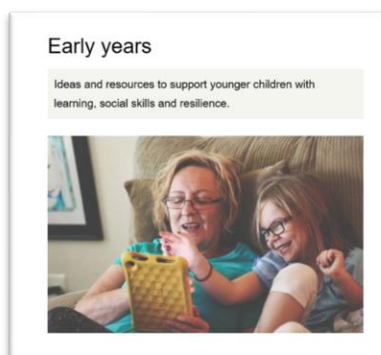 Early years
Ideas and resources to support younger children with
learning, social skills and resilience.